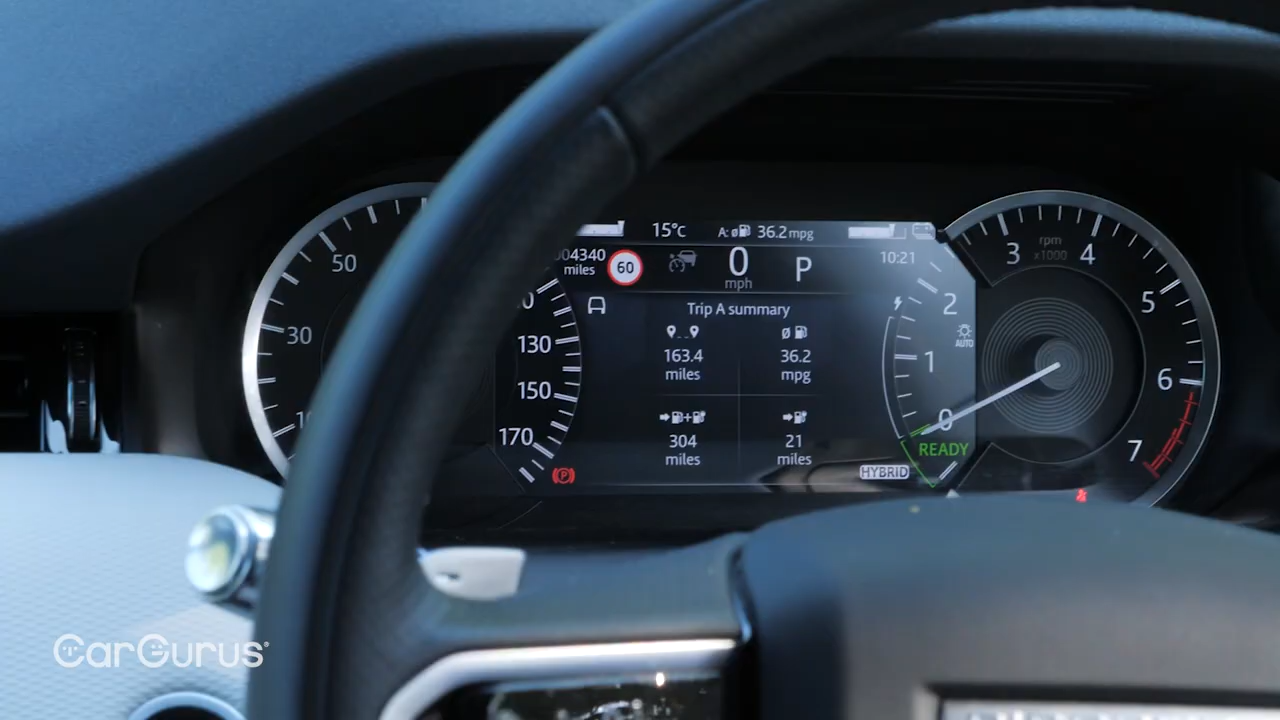 15°C
A: ø 36.2 mpg
004340
miles
60
0
mph
P
10:21
Trip A summary
163.4
miles
36.2
mpg
304
miles
21
miles
HYBRID
READY
AUTO
50
30
130
150
170
P
0
1
2
3
4
5
6
7
rpm
x1000
CarGurus